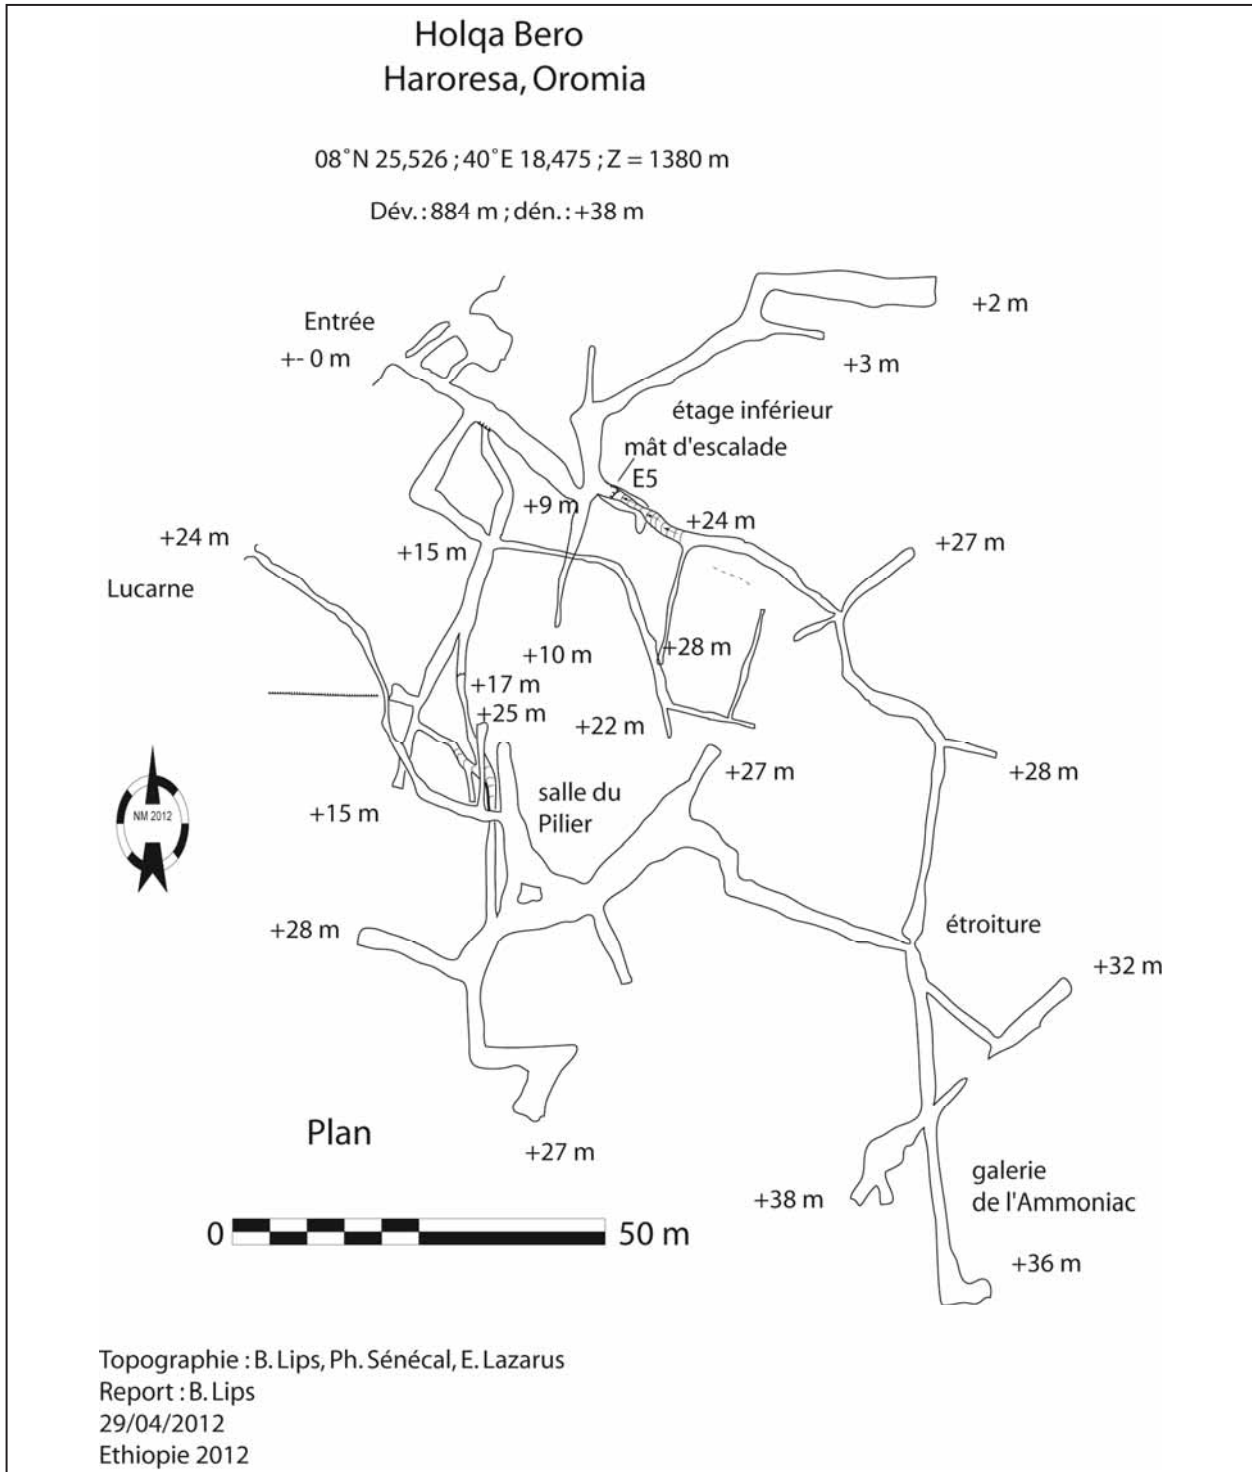 Holqa Bero
Haroresa, Oromia
08°N 25,526 ; 40°E 18,475 ; Z = 1380 m
Dév. : 884 m ; dén. : +38 m
Entrée
+- 0 m
+2 m
+3 m
étage inférieur
mât d'escalade
E5
+9 m
+24 m
+24 m
+15 m
+27 m
Lucarne
+10 m
+28 m
+17 m
+25 m
+22 m
+27 m
+28 m
NM 2012
+15 m
salle du
Pilier
+28 m
étroiture
+32 m
Plan
+27 m
+38 m
galerie
de l'Ammoniac
+36 m
0
50 m
Topographie : B. Lips, Ph. Sénécal, E. Lazarus
Report : B. Lips
29/04/2012
Ethiopie 2012